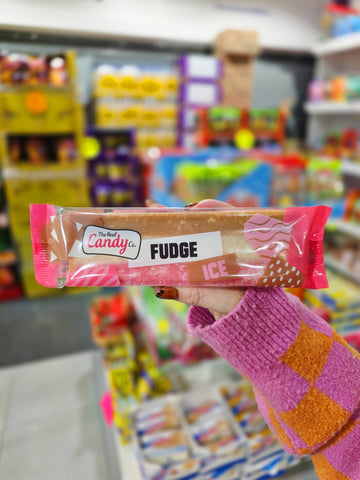 The Real
Candy
Co.
FUDGE
ICE